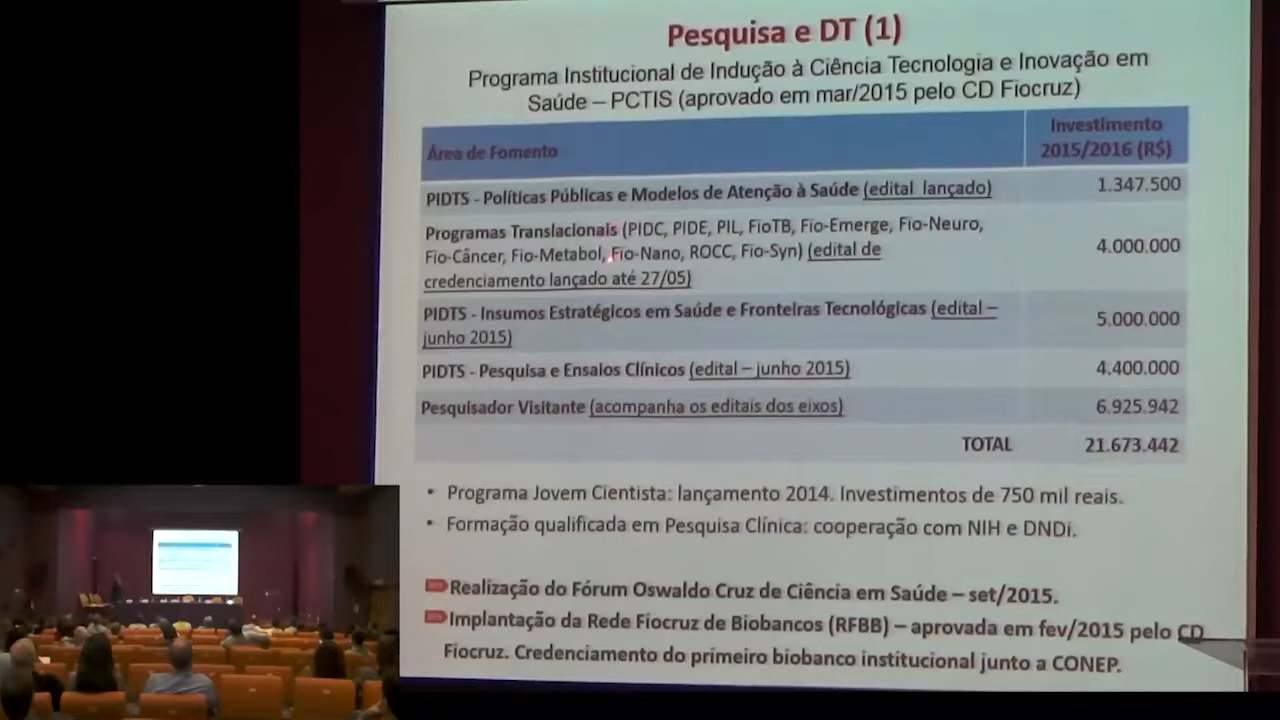 Pesquisa e DT (1)
Programa Institucional de Indução à Ciência Tecnologia e Inovação em
Saúde – PCTIS (aprovado em mar/2015 pelo CD Fiocruz)
Área de Fomento
Investimento
2015/2016 (R$)
PIDTS - Políticas Públicas e Modelos de Atenção à Saúde (edital lançado)
1.347.500
Programas Translacionais (PIDC, PIDE, PIL, FioTB, Fio-Emerge, Fio-Neuro,
Fio-Câncer, Fio-Metabol, Fio-Nano, ROCC, Fio-Syn) (edital de
credenciamento lançado até 27/05)
4.000.000
PIDTS - Insumos Estratégicos em Saúde e Fronteiras Tecnológicas (edital –
junho 2015)
5.000.000
PIDTS - Pesquisa e Ensaios Clínicos (edital – junho 2015)
4.400.000
Pesquisador Visitante (acompanha os editais dos eixos)
6.925.942
TOTAL 21.673.442
• Programa Jovem Cientista: lançamento 2014. Investimentos de 750 mil reais.
• Formação qualificada em Pesquisa Clínica: cooperação com NIH e DNDi.
Realização do Fórum Oswaldo Cruz de Ciência em Saúde – set/2015.
Implantação da Rede Fiocruz de Biobancos (RFBB) – aprovada em fev/2015 pelo CD
Fiocruz. Credenciamento do primeiro biobanco institucional junto a CONEP.